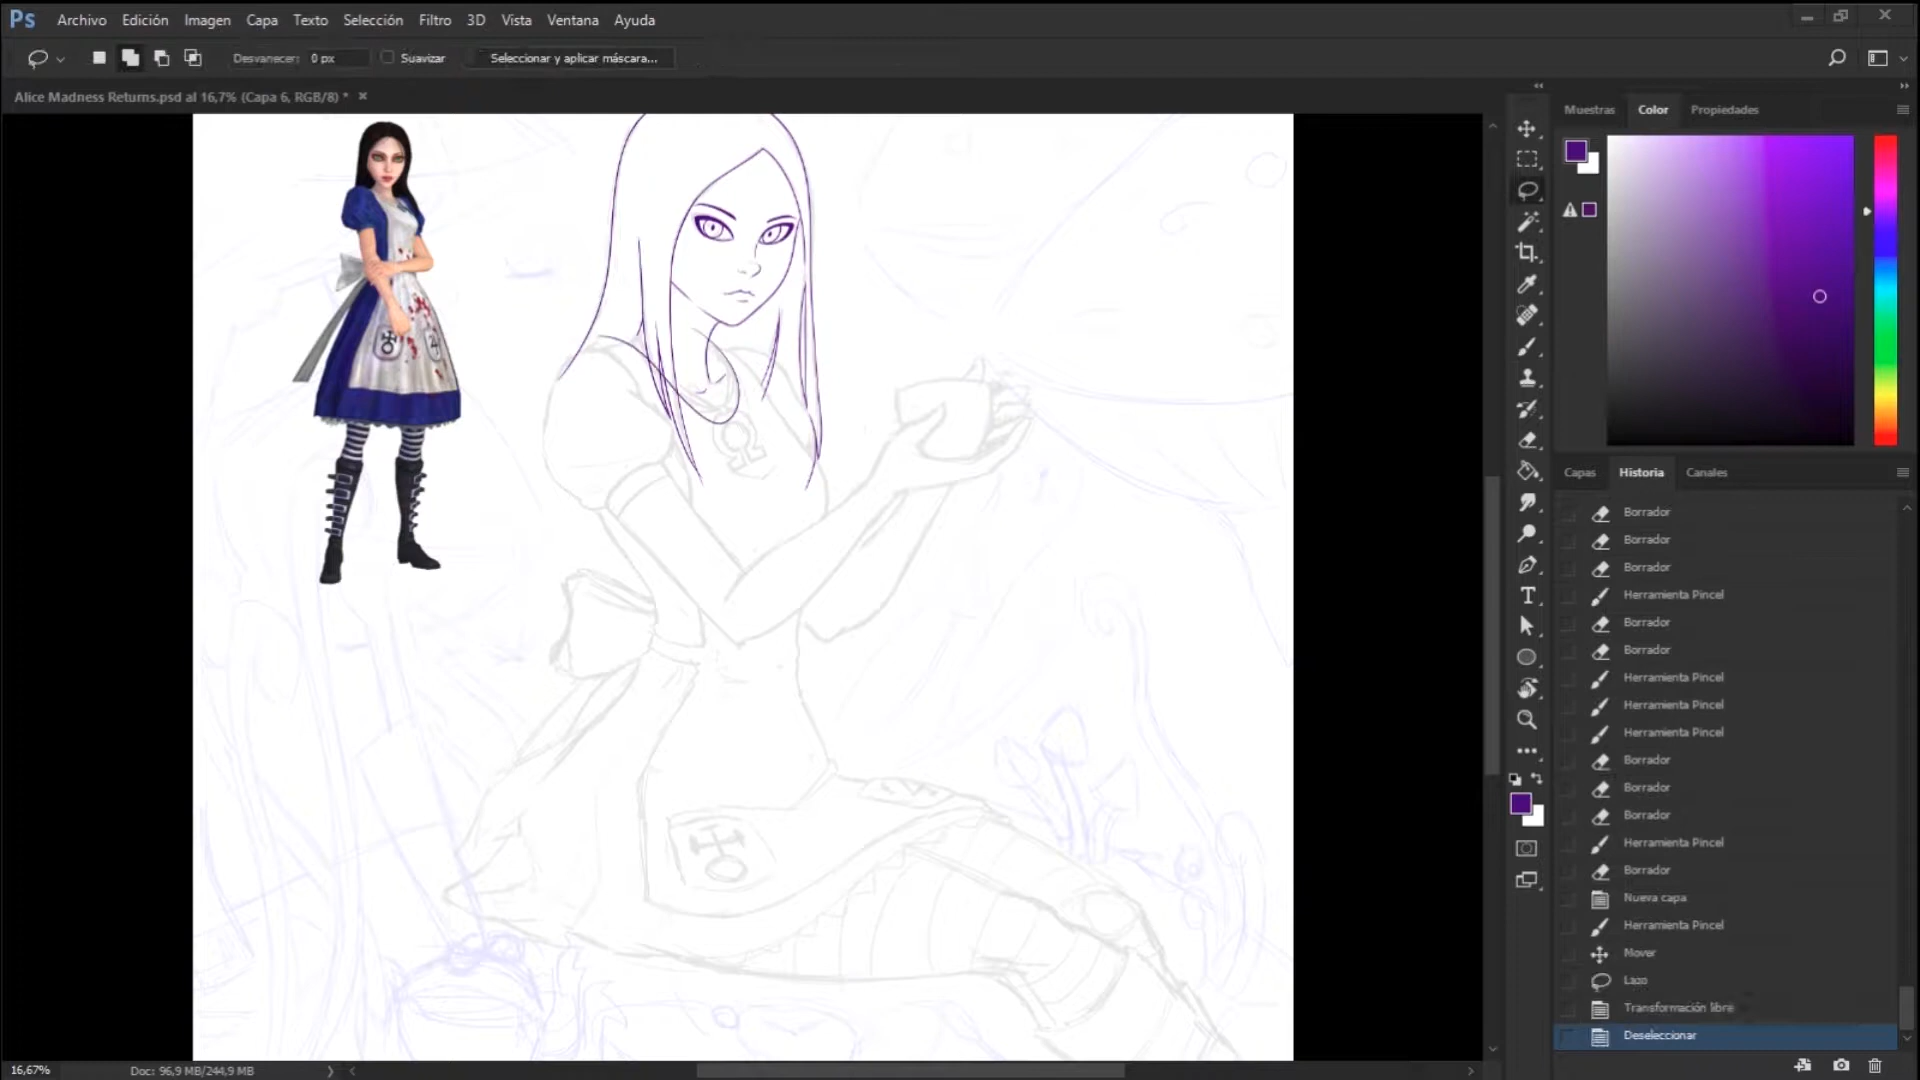 Ps Archivo Edición Imagen Capa Texto Selección Filtro 3D Vista Ventana Ayuda
Desvanecer: 0 px Suavizar Seleccionar y aplicar máscara...
Alice Madness Returns.psd al 16,7% (Capa 6, RGB/8) *
Muestras Color Propiedades
Capas Historia Canales
Borrador
Borrador
Borrador
Herramienta Pincel
Borrador
Borrador
Herramienta Pincel
Herramienta Pincel
Herramienta Pincel
Borrador
Borrador
Borrador
Herramienta Pincel
Borrador
Nueva capa
Herramienta Pincel
Mover
Lazo
Transformación libre
Deseleccionar
Ω
16,67% Doc: 96,9 MB/244,9 MB